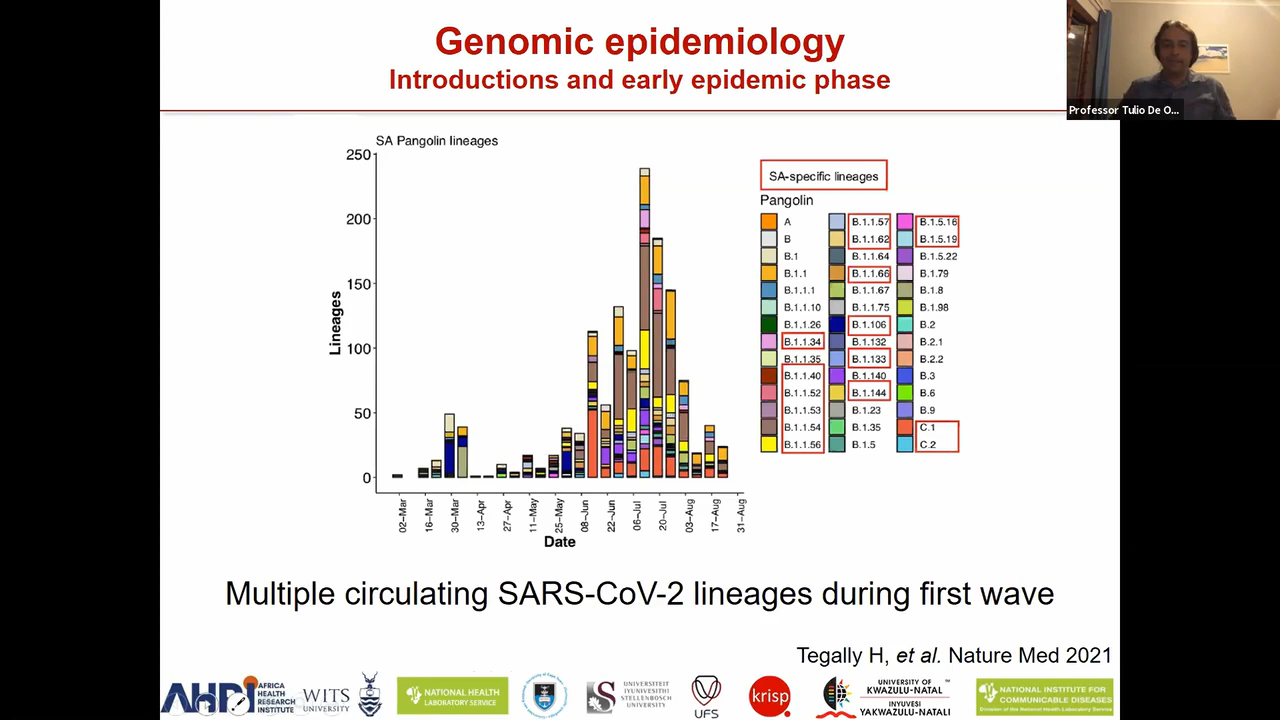 Genomic epidemiology
Introductions and early epidemic phase
Professor Tulio De O...
SA Pangolin lineages
250
200
150
100
50
0
Lineages
02-Mar
16-Mar
30-Mar
13-Apr
27-Apr
11-May
25-May
08-Jun
22-Jun
06-Jul
20-Jul
03-Aug
17-Aug
31-Aug
Date
SA-specific lineages
Pangolin
A
B
B.1
B.1.1
B.1.1.1
B.1.1.10
B.1.1.26
B.1.1.34
B.1.1.35
B.1.1.40
B.1.1.52
B.1.1.53
B.1.1.54
B.1.1.56
B.1.1.57
B.1.1.62
B.1.1.64
B.1.1.66
B.1.1.67
B.1.1.75
B.1.106
B.1.132
B.1.133
B.1.140
B.1.144
B.1.23
B.1.35
B.1.5
B.1.5.16
B.1.5.19
B.1.5.22
B.1.79
B.1.8
B.1.98
B.2
B.2.1
B.2.2
B.3
B.6
B.9
C.1
C.2
Multiple circulating SARS-CoV-2 lineages during first wave
Tegally H, et al. Nature Med 2021
AHRI
AFRICA
HEALTH
RESEARCH
INSTITUTE
WITS
UNIVERSITY
NATIONAL HEALTH
LABORATORY SERVICE
UNIVERSITEIT
IYUNIVESITHI
STELLENBOSCH
UNIVERSITY
UFS
krisp
UNIVERSITY OF
KWAZULU-NATAL
INYUVESI
YAKWAZULU-NATALI
NATIONAL INSTITUTE FOR
COMMUNICABLE DISEASES
Division of the National Health Laboratory Service